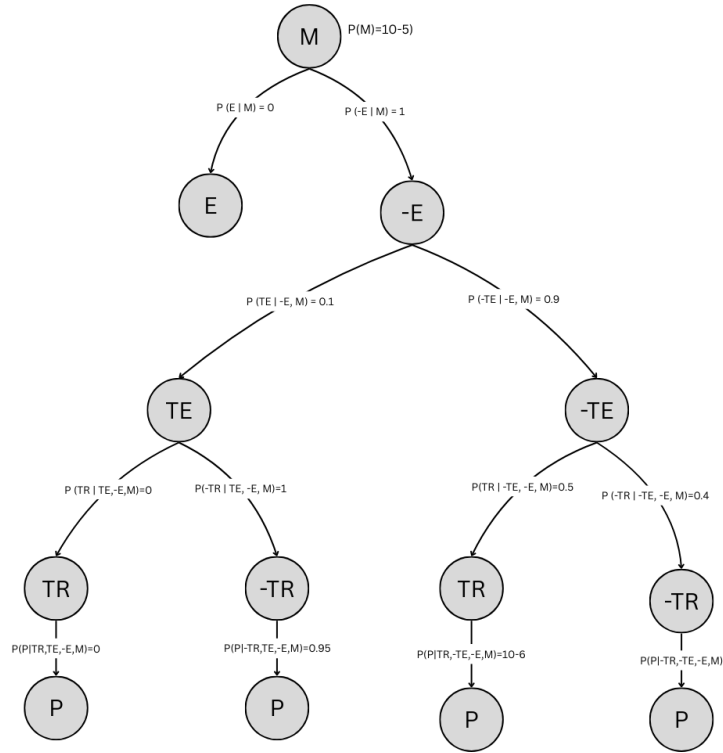 M
P(M)=10-5)
P (E | M) = 0
P (-E | M) = 1
E
-E
P (TE | -E, M) = 0.1
P (-TE | -E, M) = 0.9
TE
-TE
P (TR | TE,-E,M)=0
P(-TR | TE, -E, M)=1
P(TR | -TE, -E, M)=0.5
P (-TR | -TE, -E, M)=0.4
TR
-TR
TR
-TR
P(P|TR,TE,-E,M)=0
P(P|-TR,TE,-E,M)=0.95
P(P|TR,-TE,-E,M)=10-6
P(P|-TR,-TE,-E,M)
P
P
P
P